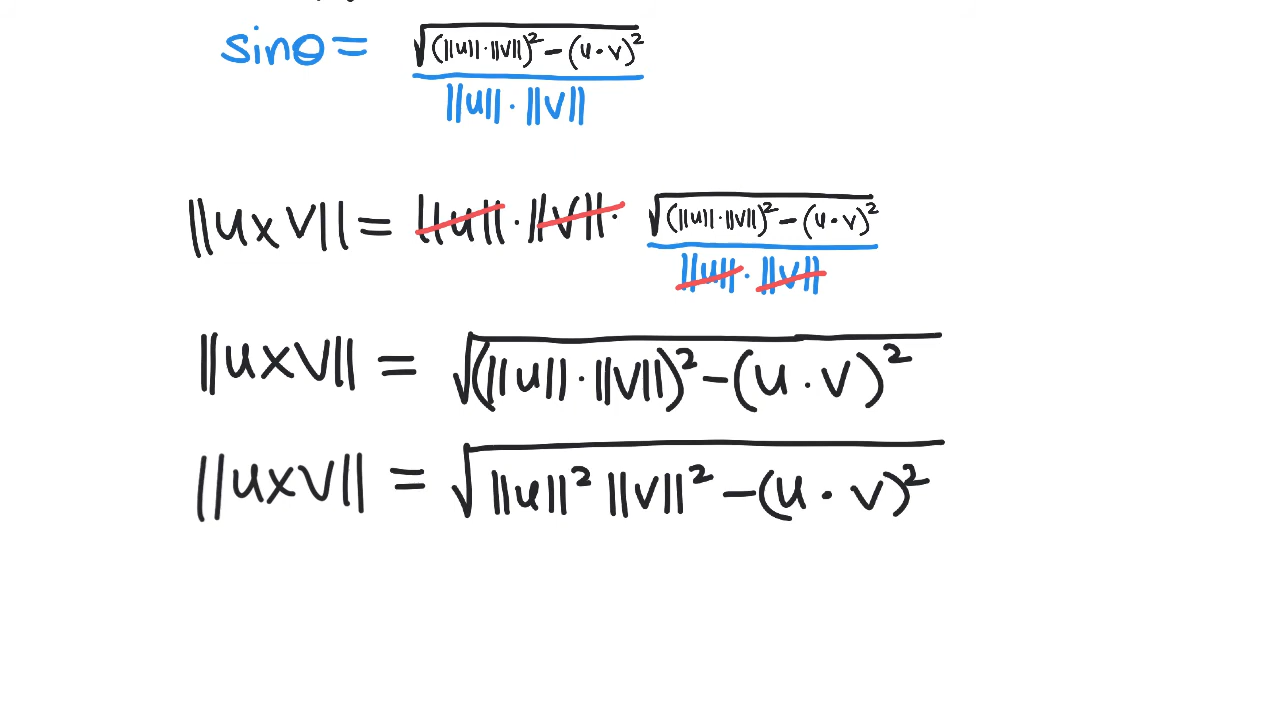 sinθ = √((||u||·||v||)² − (u·v)²) / (||u||·||v||)
||u×v|| = ||u||·||v||· √((||u||·||v||)² − (u·v)²) / (||u||·||v||)
||u×v|| = √((||u||·||v||)² − (u·v)²)
||u×v|| = √(||u||² ||v||² − (u·v)²)